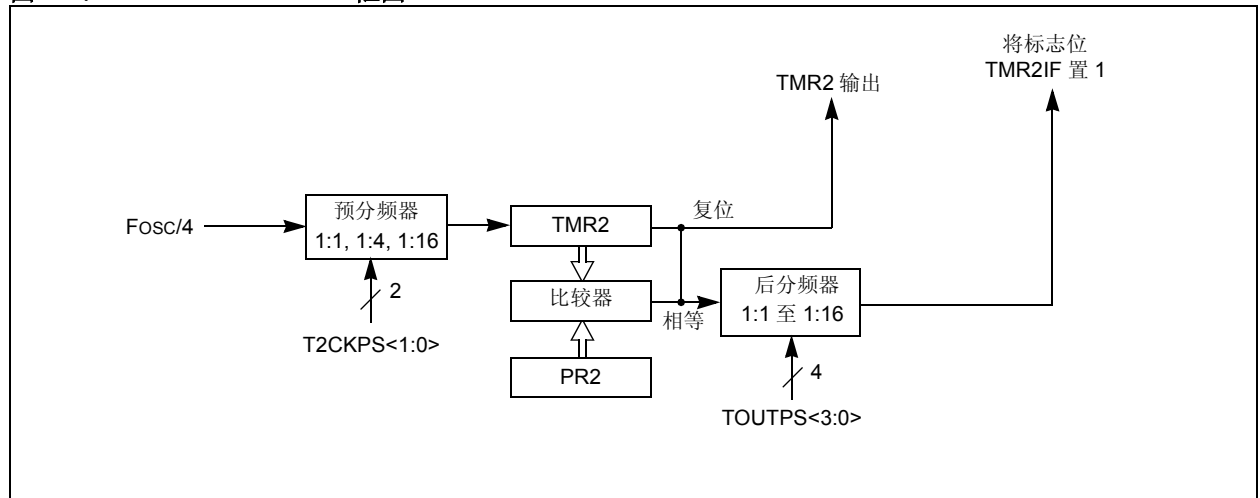 将标志位
TMR2IF 置 1
TMR2 输出
FOSC/4
预分频器
1:1, 1:4, 1:16
TMR2
复位
2
比较器
相等
后分频器
1:1 至 1:16
T2CKPS<1:0>
PR2
4
TOUTPS<3:0>